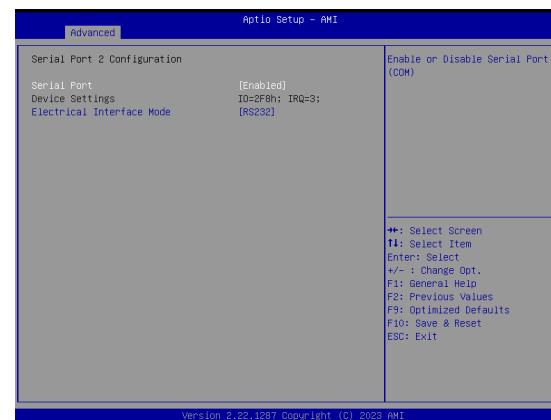 Aptio Setup - AMI
Advanced
Serial Port 2 Configuration
Serial Port [Enabled]
Device Settings IO=2F8h; IRQ=3;
Electrical Interface Mode [RS232]
Enable or Disable Serial Port
(COM)
→←: Select Screen
↑↓: Select Item
Enter: Select
+/- : Change Opt.
F1: General Help
F2: Previous Values
F9: Optimized Defaults
F10: Save & Reset
ESC: Exit
Version 2.22.1287 Copyright (C) 2023 AMI